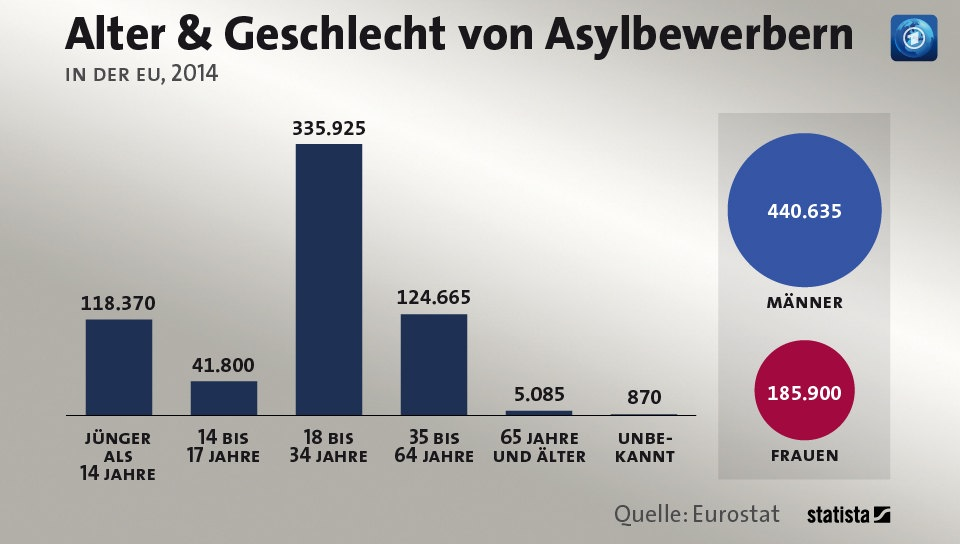 Alter & Geschlecht von Asylbewerbern
IN DER EU, 2014
335.925
118.370
124.665
41.800
5.085
870
JÜNGER
ALS
14 JAHRE
14 BIS
17 JAHRE
18 BIS
34 JAHRE
35 BIS
64 JAHRE
65 JAHRE
UND ÄLTER
UNBE-
KANNT
440.635
MÄNNER
185.900
FRAUEN
Quelle: Eurostat
statista